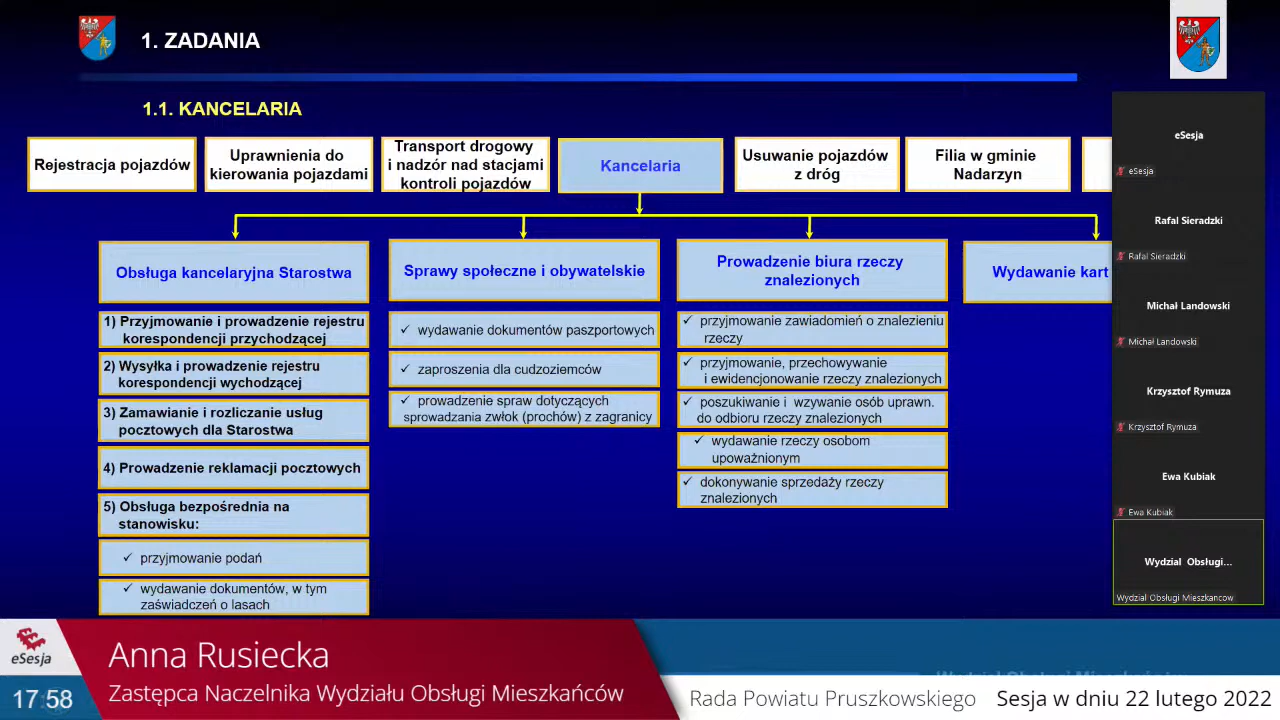 1. ZADANIA
1.1. KANCELARIA
Rejestracja pojazdów
Uprawnienia do
kierowania pojazdami
Transport drogowy
i nadzór nad stacjami
kontroli pojazdów
Kancelaria
Usuwanie pojazdów
z dróg
Filia w gminie
Nadarzyn
Obsługa kancelaryjna Starostwa
1) Przyjmowanie i prowadzenie rejestru
korespondencji przychodzącej
2) Wysyłka i prowadzenie rejestru
korespondencji wychodzącej
3) Zamawianie i rozliczanie usług
pocztowych dla Starostwa
4) Prowadzenie reklamacji pocztowych
5) Obsługa bezpośrednia na
stanowisku:
✓ przyjmowanie podań
✓ wydawanie dokumentów, w tym
zaświadczeń o lasach
Sprawy społeczne i obywatelskie
✓ wydawanie dokumentów paszportowych
✓ zaproszenia dla cudzoziemców
✓ prowadzenie spraw dotyczących
sprowadzania zwłok (prochów) z zagranicy
Prowadzenie biura rzeczy
znalezionych
✓ przyjmowanie zawiadomień o znalezieniu
rzeczy
✓ przyjmowanie, przechowywanie
i ewidencjonowanie rzeczy znalezionych
✓ poszukiwanie i wzywanie osób uprawn.
do odbioru rzeczy znalezionych
✓ wydawanie rzeczy osobom
upoważnionym
✓ dokonywanie sprzedaży rzeczy
znalezionych
Wydawanie kart
eSesja
eSesja
Rafal Sieradzki
Rafal Sieradzki
Michał Landowski
Michał Landowski
Krzysztof Rymuza
Krzysztof Rymuza
Ewa Kubiak
Ewa Kubiak
Wydzial Obsługi...
Wydzial Obsługi Mieszkancow
eSesja
17:58
Anna Rusiecka
Zastępca Naczelnika Wydziału Obsługi Mieszkańców
Rada Powiatu Pruszkowskiego
Sesja w dniu 22 lutego 2022